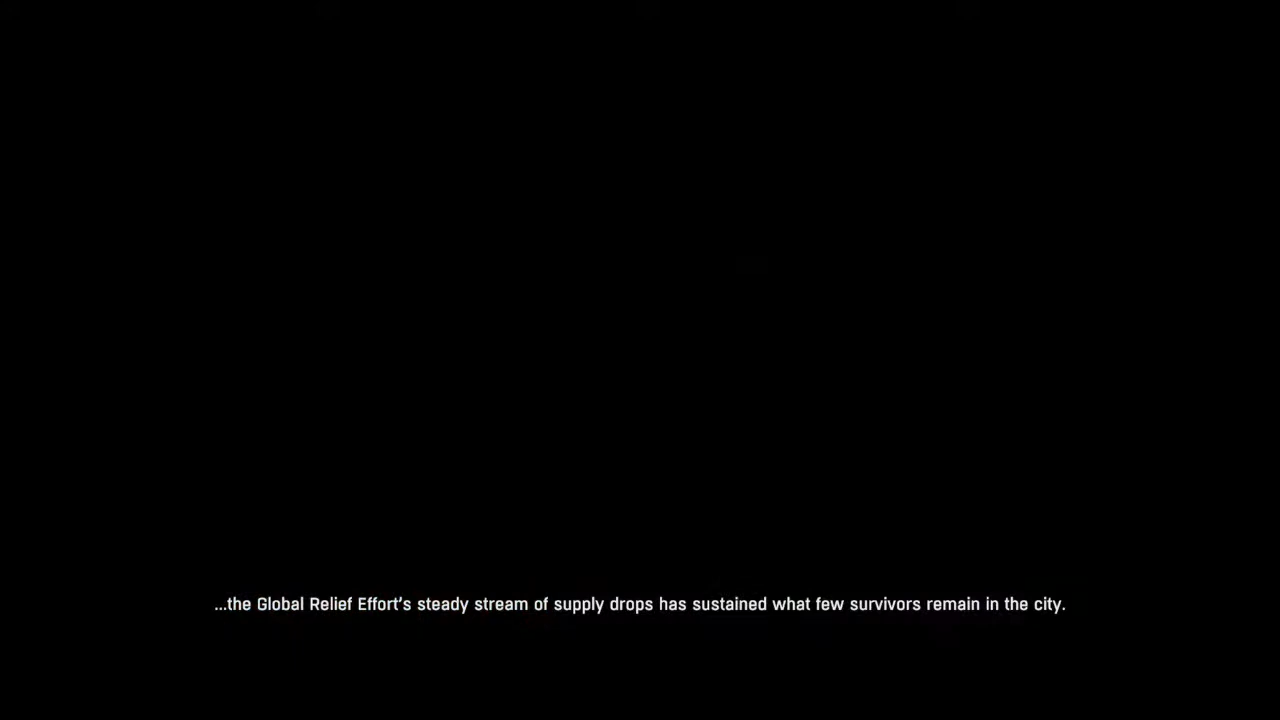 ...the Global Relief Effort's steady stream of supply drops has sustained what few survivors remain in the city.